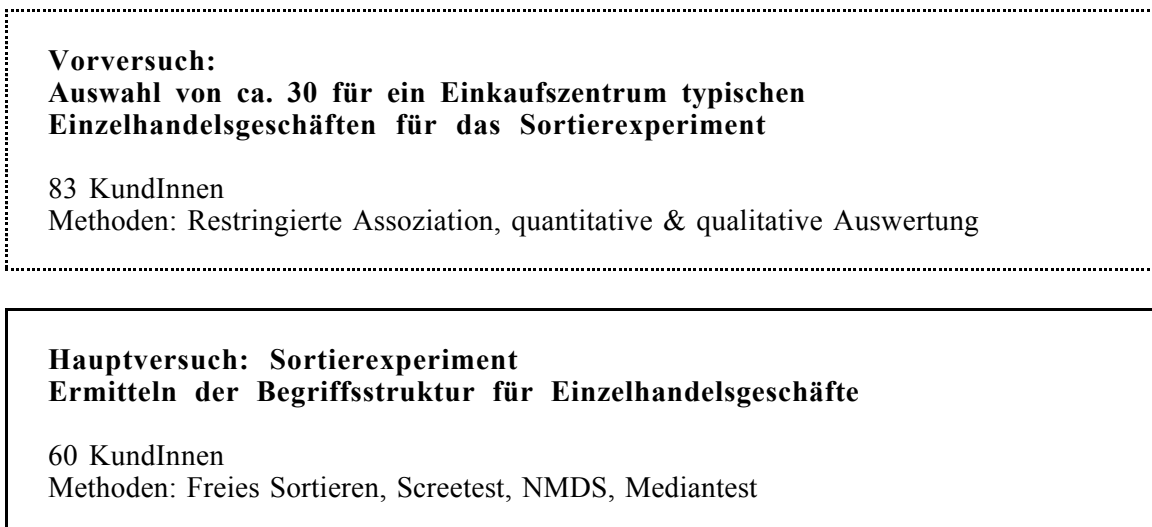 Vorversuch:
Auswahl von ca. 30 für ein Einkaufszentrum typischen
Einzelhandelsgeschäften für das Sortierexperiment
83 KundInnen
Methoden: Restringierte Assoziation, quantitative & qualitative Auswertung
Hauptversuch: Sortierexperiment
Ermitteln der Begriffsstruktur für Einzelhandelsgeschäfte
60 KundInnen
Methoden: Freies Sortieren, Screetest, NMDS, Mediantest